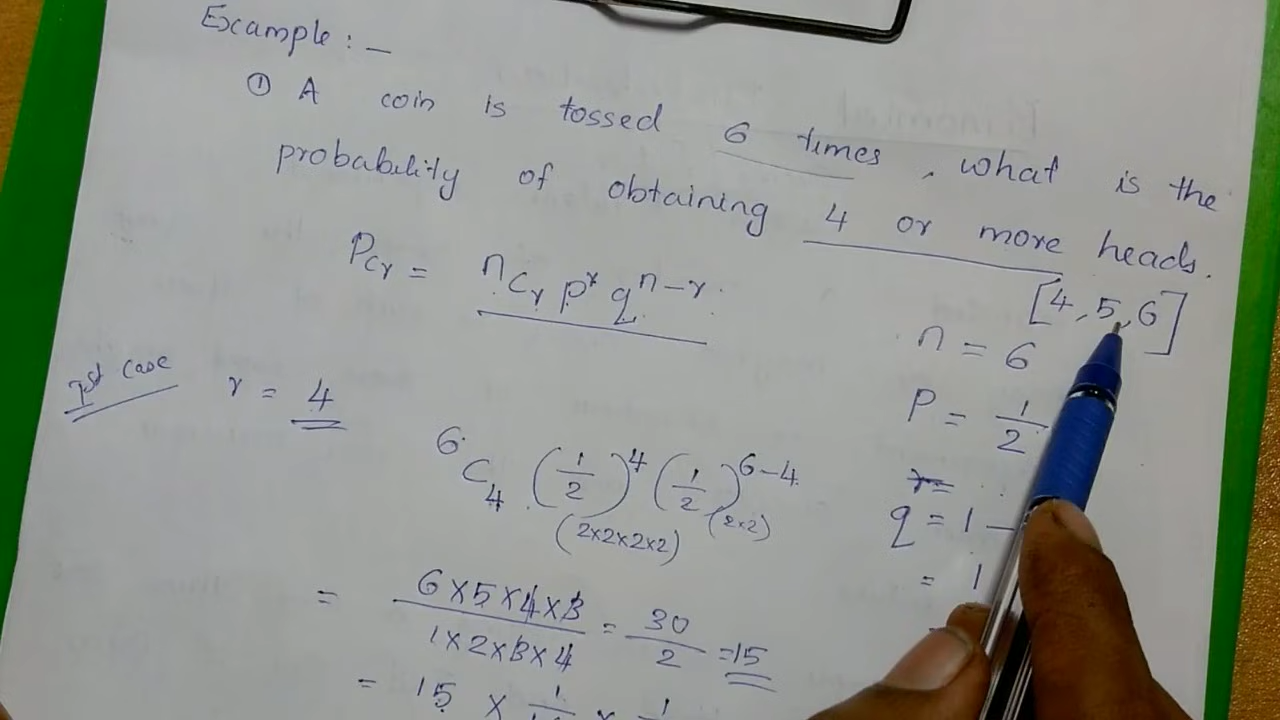 Example : —
① A coin is tossed 6 times, what is the
probability of obtaining 4 or more heads.
[4, 5, 6]
Pcr = nCr p^r q^n-r.
n = 6
1st case r = 4
P = 1/2
6C4 (1/2)^4 (1/2)^6-4
(2x2x2x2) (2x2)
r=
q = 1 –
= 1
= 6x5x4x3 / 1x2x3x4 = 30/2 = 15
= 15 x 1/ x 1/